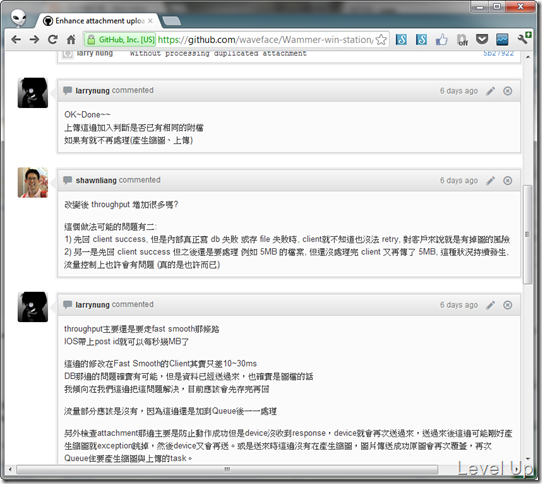 Enhance attachment uploa
GitHub, Inc. [US] https://github.com/waveface/Wammer-win-station/
larrynung without processing duplicated attachment 5b27922
larrynung commented 6 days ago
OK~Done~~
上傳這邊加入判斷是否已有相同的附檔
如果有就不再處理(產生縮圖、上傳)
shawnliang commented 6 days ago
改變後 throughput 增加很多嗎?
這個做法可能的問題有二:
1) 先回 client success, 但是內部真正寫 db 失敗 或存 file 失敗時, client就不知道也沒法 retry, 對客戶來說就是有掉圖的風險
2) 另一是先回 client success 但之後還是要處理 例如 5MB 的檔案, 但還沒處理完 client 又再傳了 5MB, 這種狀況持續發生,
流量控制上也許會有問題 (真的是也許而已)
larrynung commented 6 days ago
throughput主要還是要走fast smooth那條路
IOS帶上post id就可以每秒幾MB了
這邊的修改在Fast Smooth的Client其實只差10~30ms
DB那邊的問題確實有可能，但是資料已經送過來，也確實是圖檔的話
我傾向在我們這邊把這問題解決，目前應該會先存完再回
流量部分應該是沒有，因為這邊還是加到Queue後一一處理
另外檢查attachment那邊主要是防止動作成功但是device沒收到response，device就會再次送過來，送過來後這邊可能剛好產
生縮圖就exception跳掉，然後device又會再送。或是送來時這邊沒有在產生縮圖，圖片傳送成功原圖會再次覆蓋，再次
Queue住要產生縮圖與上傳的task。
Level Up